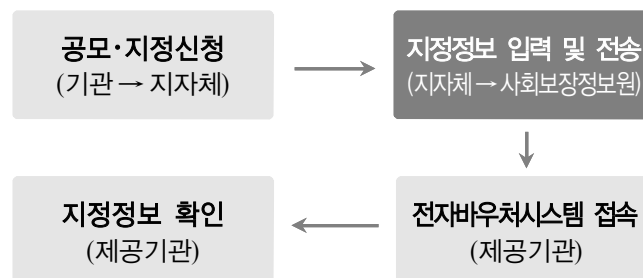 공모·지정신청
(기관 → 지자체)
지정정보 입력 및 전송
(지자체 → 사회보장정보원)
지정정보 확인
(제공기관)
전자바우처시스템 접속
(제공기관)